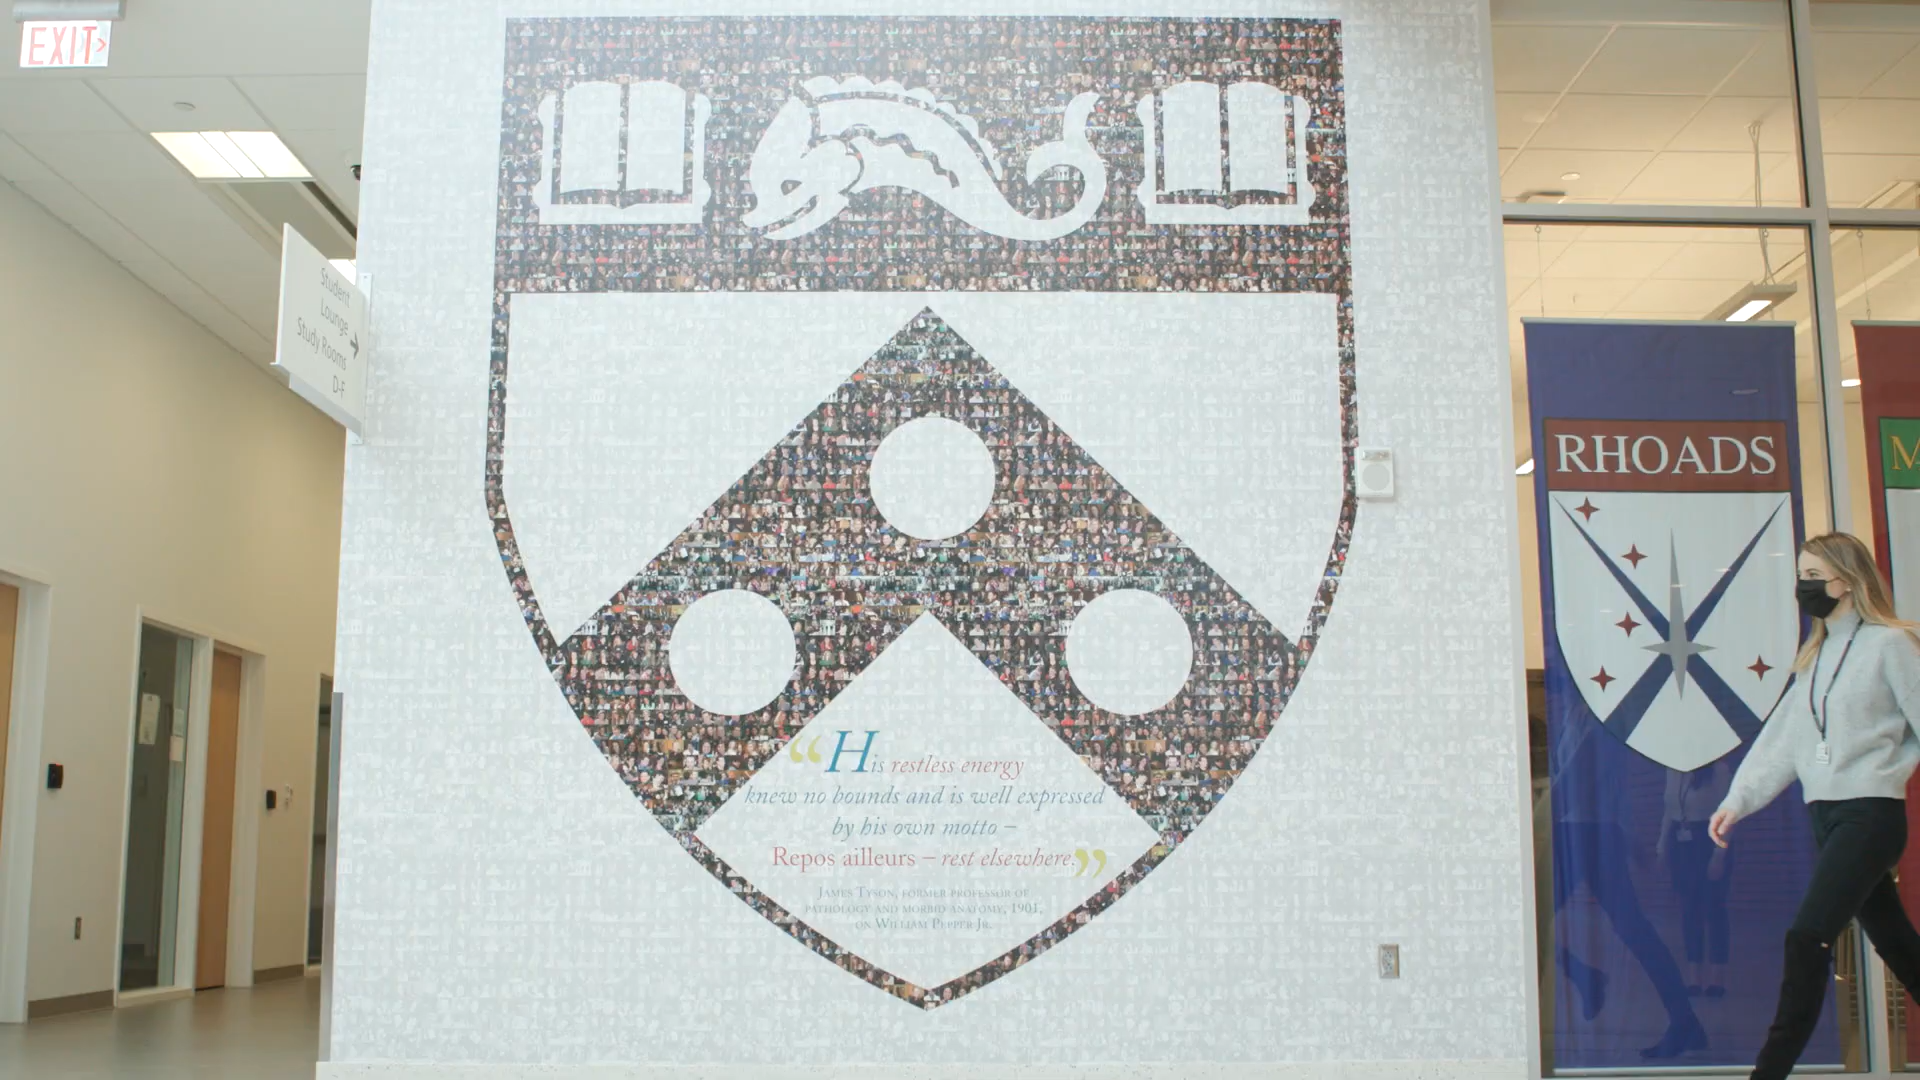 EXIT
Student
Lounge
Study Rooms
D-F
“His restless energy
knew no bounds and is well expressed
by his own motto –
Repos ailleurs – rest elsewhere.”
JAMES TYSON, FORMER PROFESSOR OF
PATHOLOGY AND MORBID ANATOMY, 1901,
ON WILLIAM PEPPER JR.
RHOADS
M